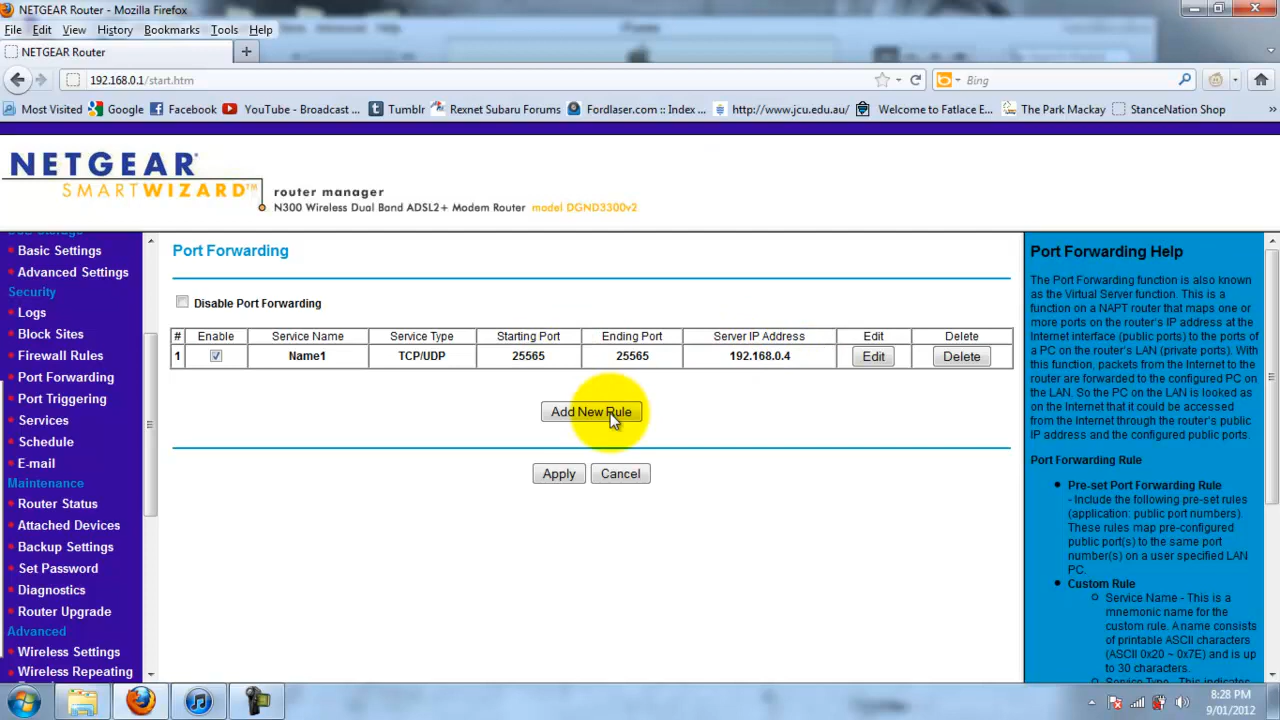 NETGEAR Router - Mozilla Firefox
File Edit View History Bookmarks Tools Help
NETGEAR Router
192.168.0.1/start.htm
Bing
Most Visited Google Facebook YouTube - Broadcast ... Tumblr Rexnet Subaru Forums Fordlaser.com :: Index ... http://www.jcu.edu.au/ Welcome to Fatlace E... The Park Mackay StanceNation Shop
NETGEAR
SMARTWIZARD™
router manager
N300 Wireless Dual Band ADSL2+ Modem Router model DGND3300v2
Basic Settings
Advanced Settings
Security
Logs
Block Sites
Firewall Rules
Port Forwarding
Port Triggering
Services
Schedule
E-mail
Maintenance
Router Status
Attached Devices
Backup Settings
Set Password
Diagnostics
Router Upgrade
Advanced
Wireless Settings
Wireless Repeating
Port Forwarding
Disable Port Forwarding
# Enable Service Name Service Type Starting Port Ending Port Server IP Address Edit Delete
1 Name1 TCP/UDP 25565 25565 192.168.0.4 Edit Delete
Add New Rule
Apply Cancel
Port Forwarding Help
The Port Forwarding function is also known
as the Virtual Server function. This is a
function on a NAPT router that maps one or
more ports on the router's IP address at the
Internet interface (public ports) to the ports of
a PC on the router's LAN (private ports). With
this function, packets from the Internet to the
router are forwarded to the configured PC on
the LAN. So the PC on the LAN is looked as
on the Internet that it could be accessed
from the Internet through the router's public
IP address and the configured public ports.
Port Forwarding Rule
Pre-set Port Forwarding Rule
- Include the following pre-set rules
(application: public port numbers).
These rules map pre-configured
public port(s) to the same port
number(s) on a user specified LAN
PC.
Custom Rule
Service Name - This is a
mnemonic name for the
custom rule. A name consists
of printable ASCII characters
(ASCII 0x20 ~ 0x7E) and is up
to 30 characters.
Service Type - This indicates
8:28 PM
9/01/2012